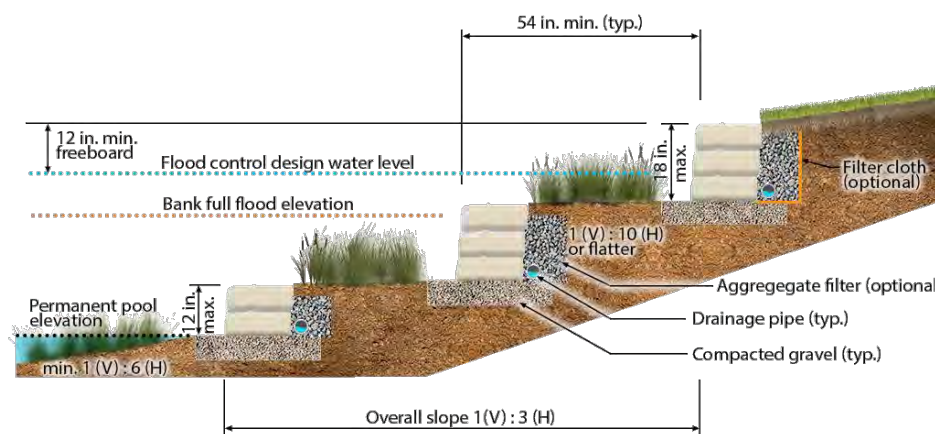 54 in. min. (typ.)
12 in. min.
freeboard
Flood control design water level
18 in.
max.
Filter cloth
(optional)
Bank full flood elevation
1 (V) : 10 (H)
or flatter
Aggregegate filter (optional
Permanent pool
elevation
12 in.
max.
Drainage pipe (typ.)
Compacted gravel (typ.)
min. 1 (V) : 6 (H)
Overall slope 1(V) : 3 (H)